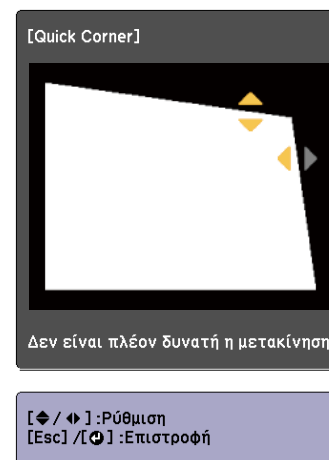 [Quick Corner]
Δεν είναι πλέον δυνατή η μετακίνηση
[ / ] :Ρύθμιση
[Esc] /[ ] :Επιστροφή